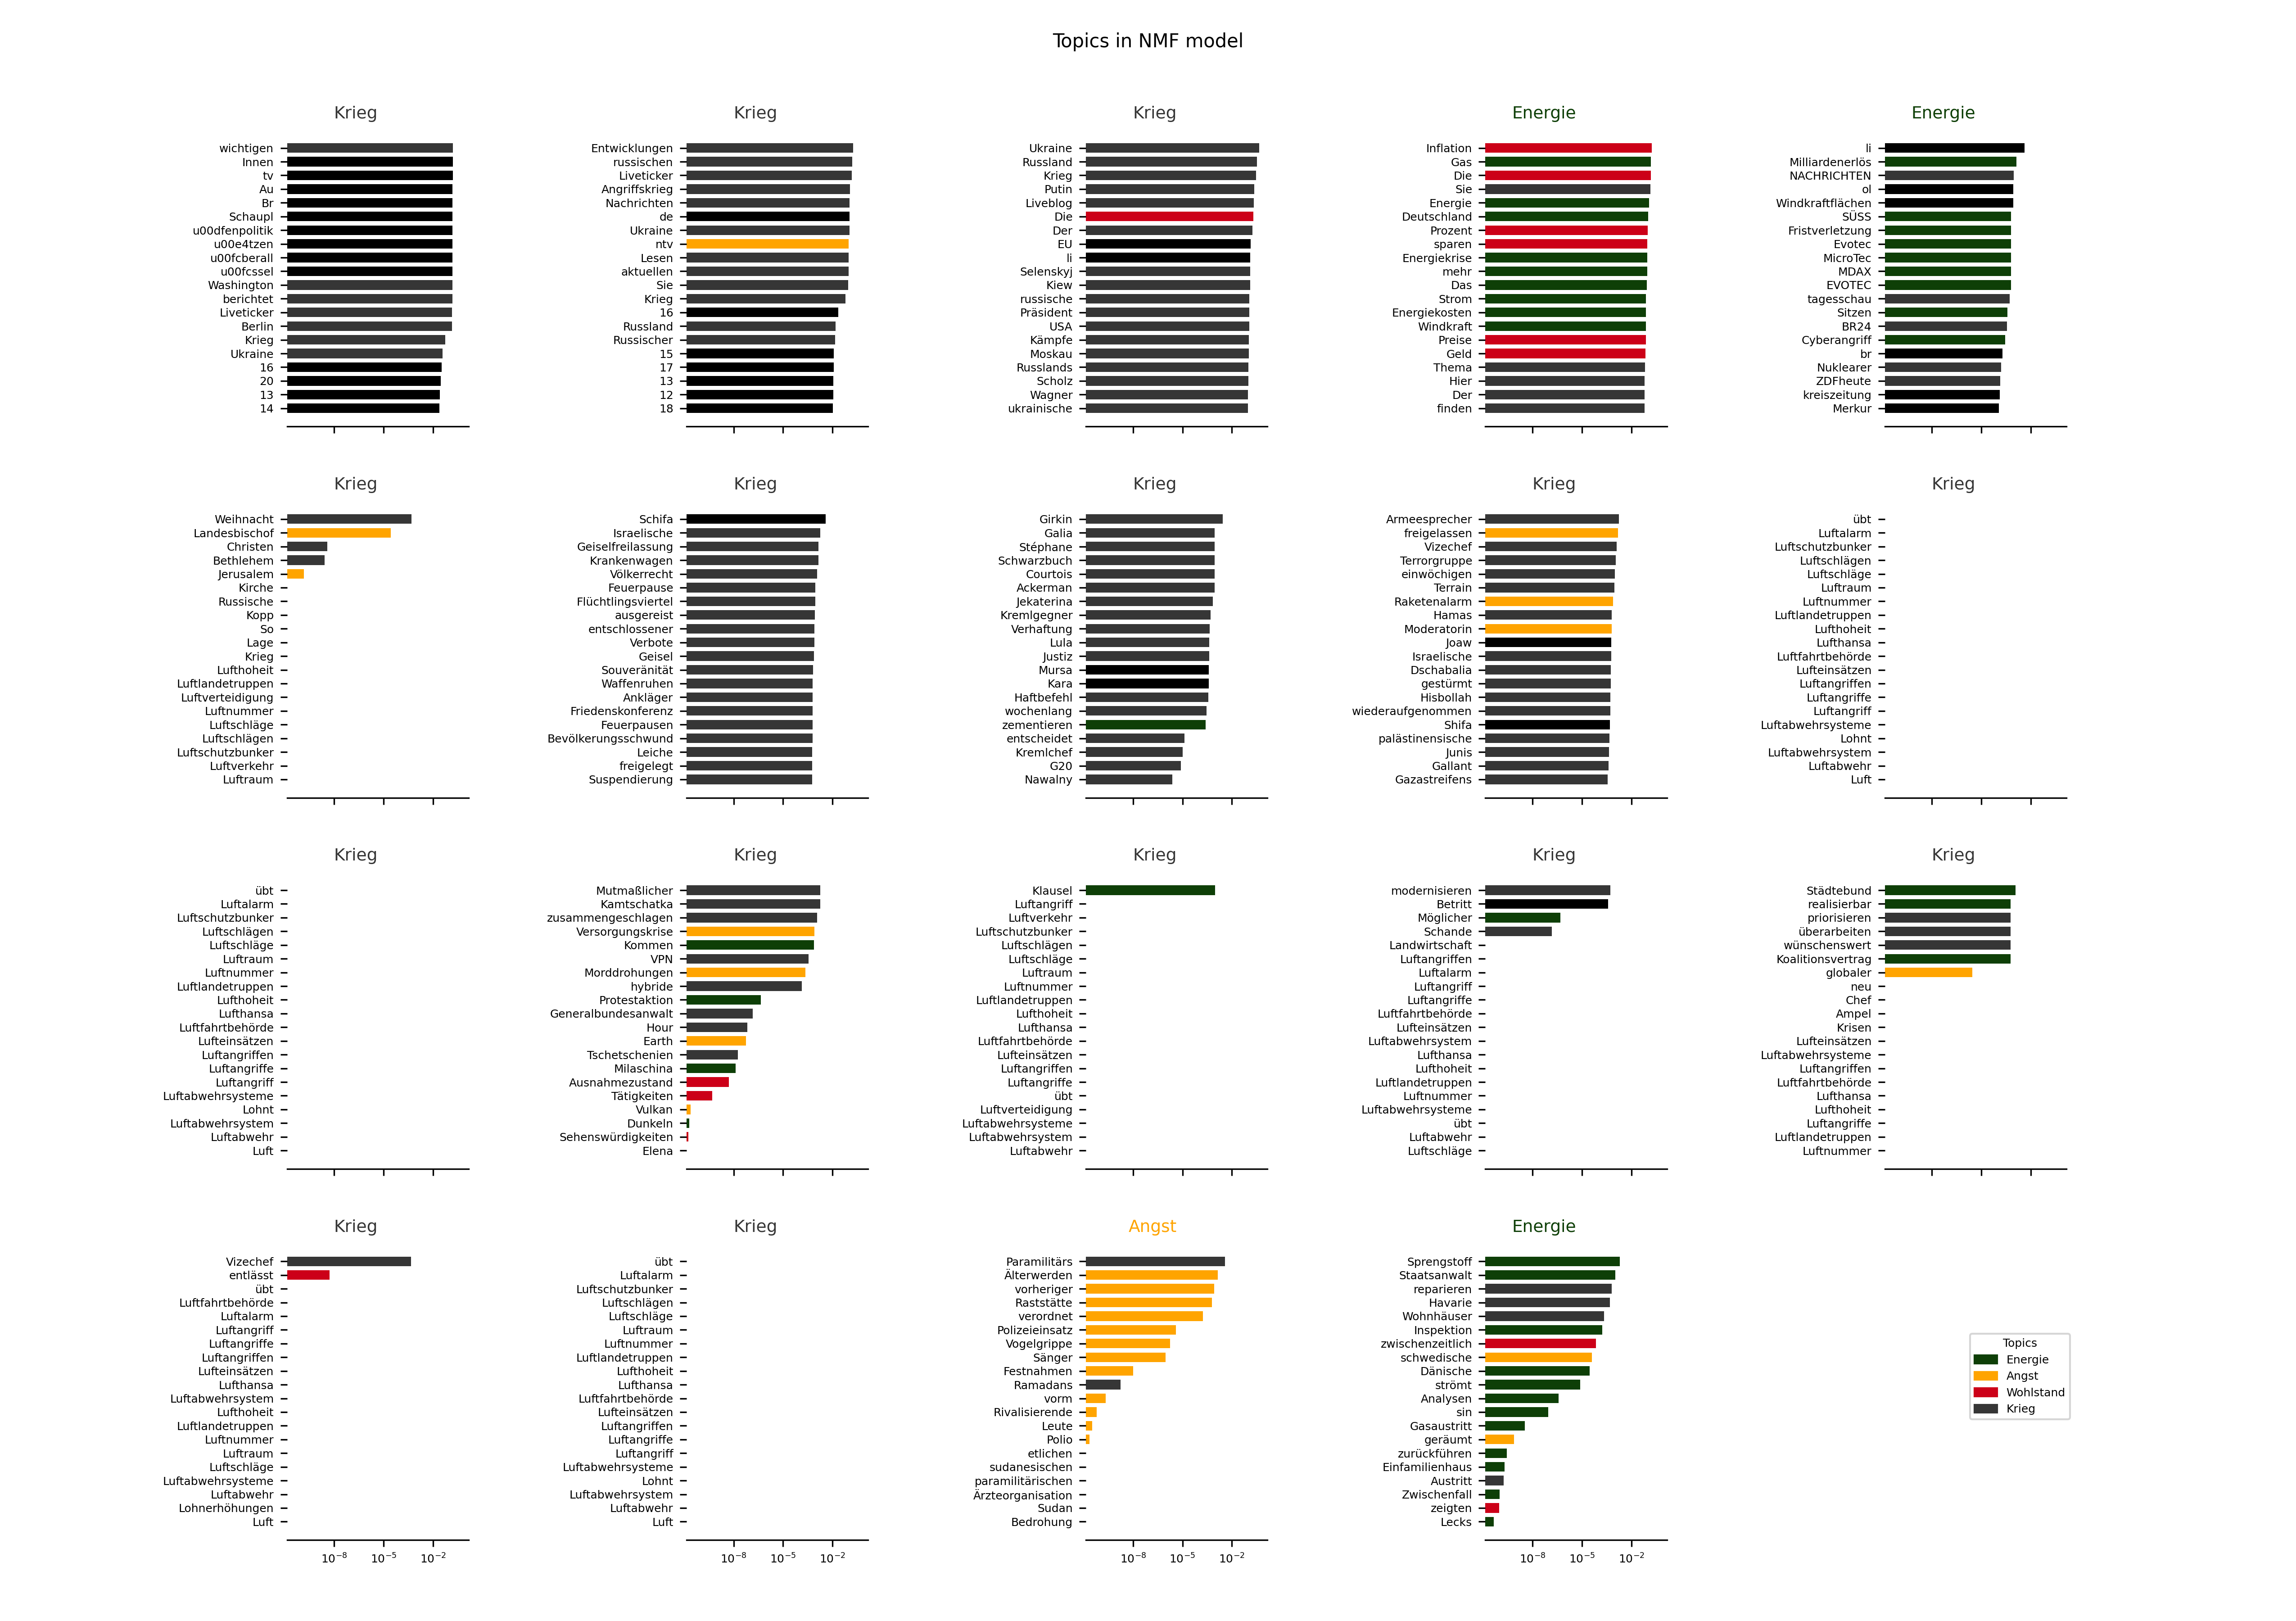 Topics in NMF model
Krieg
wichtigen
Innen
tv
Au
Br
Schaupl
u00dfenpolitik
u00e4tzen
u00fcberall
u00fcssel
Washington
berichtet
Liveticker
Berlin
Krieg
Ukraine
16
20
13
14
Krieg
Entwicklungen
russischen
Liveticker
Angriffskrieg
Nachrichten
de
Ukraine
ntv
Lesen
aktuellen
Sie
Krieg
16
Russland
Russischer
15
17
13
12
18
Krieg
Ukraine
Russland
Krieg
Putin
Liveblog
Die
Der
EU
li
Selenskyj
Kiew
russische
Präsident
USA
Kämpfe
Moskau
Russlands
Scholz
Wagner
ukrainische
Energie
Inflation
Gas
Die
Sie
Energie
Deutschland
Prozent
sparen
Energiekrise
mehr
Das
Strom
Energiekosten
Windkraft
Preise
Geld
Thema
Hier
Der
finden
Energie
li
Milliardenerlös
NACHRICHTEN
ol
Windkraftflächen
SÜSS
Fristverletzung
Evotec
MicroTec
MDAX
EVOTEC
tagesschau
Sitzen
BR24
Cyberangriff
br
Nuklearer
ZDFheute
kreiszeitung
Merkur
Krieg
Weihnacht
Landesbischof
Christen
Bethlehem
Jerusalem
Kirche
Russische
Kopp
So
Lage
Krieg
Lufthoheit
Luftlandetruppen
Luftverteidigung
Luftnummer
Luftschläge
Luftschlägen
Luftschutzbunker
Luftverkehr
Luftraum
Krieg
Schifa
Israelische
Geiselfreilassung
Krankenwagen
Völkerrecht
Feuerpause
Flüchtlingsviertel
ausgereist
entschlossener
Verbote
Geisel
Souveränität
Waffenruhen
Ankläger
Friedenskonferenz
Feuerpausen
Bevölkerungsschwund
Leiche
freigelegt
Suspendierung
Krieg
Girkin
Galia
Stéphane
Schwarzbuch
Courtois
Ackerman
Jekaterina
Kremlgegner
Verhaftung
Lula
Justiz
Mursa
Kara
Haftbefehl
wochenlang
zementieren
entscheidet
Kremlchef
G20
Nawalny
Krieg
Armeesprecher
freigelassen
Vizechef
Terrorgruppe
einwöchigen
Terrain
Raketenalarm
Hamas
Moderatorin
Joaw
Israelische
Dschabalia
gestürmt
Hisbollah
wiederaufgenommen
Shifa
palästinensische
Junis
Gallant
Gazastreifens
Krieg
übt
Luftalarm
Luftschutzbunker
Luftschlägen
Luftschläge
Luftraum
Luftnummer
Luftlandetruppen
Lufthoheit
Lufthansa
Luftfahrtbehörde
Lufteinsätzen
Luftangriffen
Luftangriffe
Luftangriff
Luftabwehrsysteme
Lohnt
Luftabwehrsystem
Luftabwehr
Luft
Krieg
übt
Luftalarm
Luftschutzbunker
Luftschlägen
Luftschläge
Luftraum
Luftnummer
Luftlandetruppen
Lufthoheit
Lufthansa
Luftfahrtbehörde
Lufteinsätzen
Luftangriffen
Luftangriffe
Luftangriff
Luftabwehrsysteme
Lohnt
Luftabwehrsystem
Luftabwehr
Luft
Krieg
Mutmaßlicher
Kamtschatka
zusammengeschlagen
Versorgungskrise
Kommen
VPN
Morddrohungen
hybride
Protestaktion
Generalbundesanwalt
Hour
Earth
Tschetschenien
Milaschina
Ausnahmezustand
Tätigkeiten
Vulkan
Dunkeln
Sehenswürdigkeiten
Elena
Krieg
Klausel
Luftangriff
Luftverkehr
Luftschutzbunker
Luftschlägen
Luftschläge
Luftraum
Luftnummer
Luftlandetruppen
Lufthoheit
Lufthansa
Luftfahrtbehörde
Lufteinsätzen
Luftangriffen
Luftangriffe
übt
Luftverteidigung
Luftabwehrsysteme
Luftabwehrsystem
Luftabwehr
Krieg
modernisieren
Betritt
Möglicher
Schande
Landwirtschaft
Luftangriffen
Luftalarm
Luftangriff
Luftangriffe
Luftfahrtbehörde
Lufteinsätzen
Luftabwehrsystem
Lufthansa
Lufthoheit
Luftlandetruppen
Luftnummer
Luftabwehrsysteme
übt
Luftabwehr
Luftschläge
Krieg
Städtebund
realisierbar
priorisieren
überarbeiten
wünschenswert
Koalitionsvertrag
globaler
neu
Chef
Ampel
Krisen
Lufteinsätzen
Luftabwehrsysteme
Luftangriffen
Luftfahrtbehörde
Lufthansa
Lufthoheit
Luftangriffe
Luftlandetruppen
Luftnummer
Krieg
Vizechef
entlässt
übt
Luftfahrtbehörde
Luftalarm
Luftangriff
Luftangriffe
Luftangriffen
Lufteinsätzen
Lufthansa
Luftabwehrsystem
Lufthoheit
Luftlandetruppen
Luftnummer
Luftraum
Luftschläge
Luftabwehrsysteme
Luftabwehr
Lohnerhöhungen
Luft
10⁻⁸ 10⁻⁵ 10⁻²
Krieg
übt
Luftalarm
Luftschutzbunker
Luftschlägen
Luftschläge
Luftraum
Luftnummer
Luftlandetruppen
Lufthoheit
Lufthansa
Luftfahrtbehörde
Lufteinsätzen
Luftangriffen
Luftangriffe
Luftangriff
Luftabwehrsysteme
Lohnt
Luftabwehrsystem
Luftabwehr
Luft
10⁻⁸ 10⁻⁵ 10⁻²
Angst
Paramilitärs
Älterwerden
vorheriger
Raststätte
verordnet
Polizeieinsatz
Vogelgrippe
Sänger
Festnahmen
Ramadans
vorm
Rivalisierende
Leute
Polio
etlichen
sudanesischen
paramilitärischen
Ärzteorganisation
Sudan
Bedrohung
10⁻⁸ 10⁻⁵ 10⁻²
Energie
Sprengstoff
Staatsanwalt
reparieren
Havarie
Wohnhäuser
Inspektion
zwischenzeitlich
schwedische
Dänische
strömt
Analysen
sin
Gasaustritt
geräumt
zurückführen
Einfamilienhaus
Austritt
Zwischenfall
zeigten
Lecks
10⁻⁸ 10⁻⁵ 10⁻²
Topics
Energie
Angst
Wohlstand
Krieg